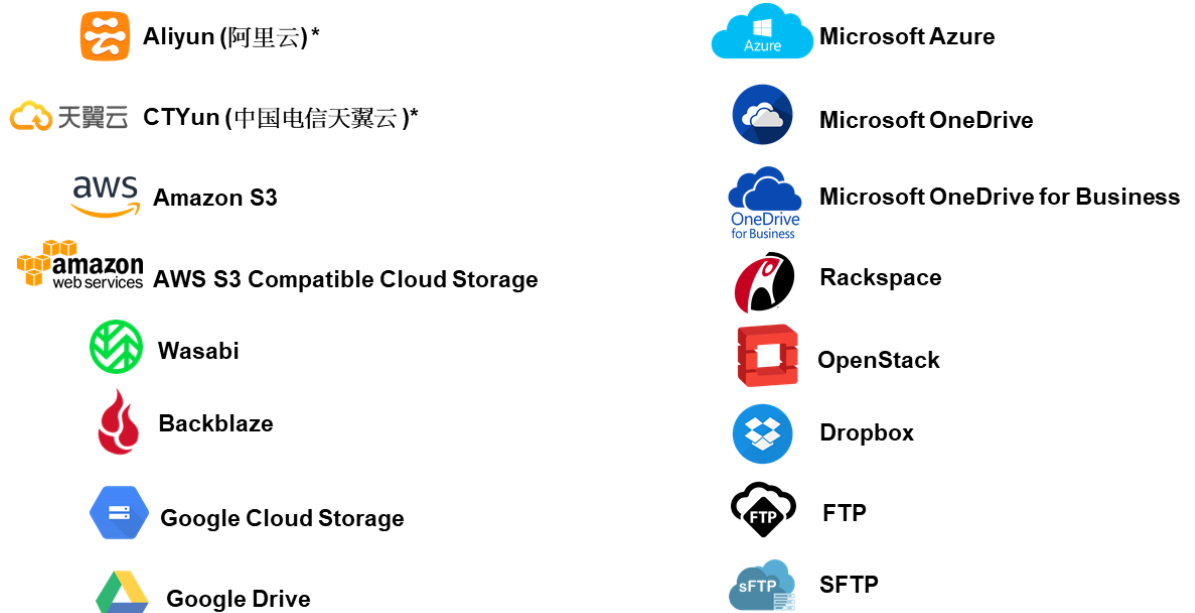 Aliyun (阿里云)*
天翼云 CTYun (中国电信天翼云 )*
aws Amazon S3
amazon
web services AWS S3 Compatible Cloud Storage
Wasabi
Backblaze
Google Cloud Storage
Google Drive
Azure Microsoft Azure
Microsoft OneDrive
Microsoft OneDrive for Business
OneDrive
for Business
Rackspace
OpenStack
Dropbox
FTP FTP
sFTP SFTP